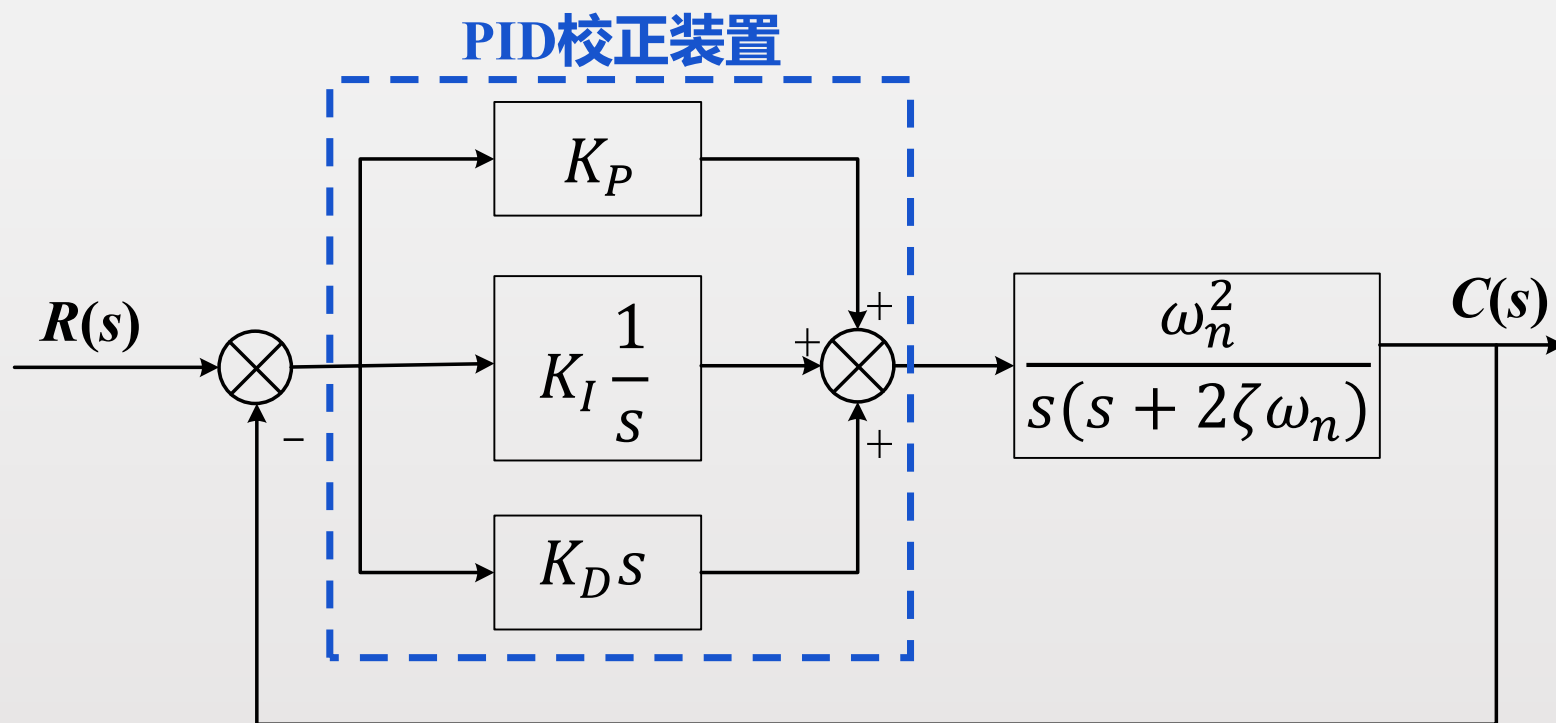 PID校正装置
K_P
R(s)
K_I 1/s
K_D s
+
+
+
-
ω_n^2
s(s + 2ζω_n)
C(s)